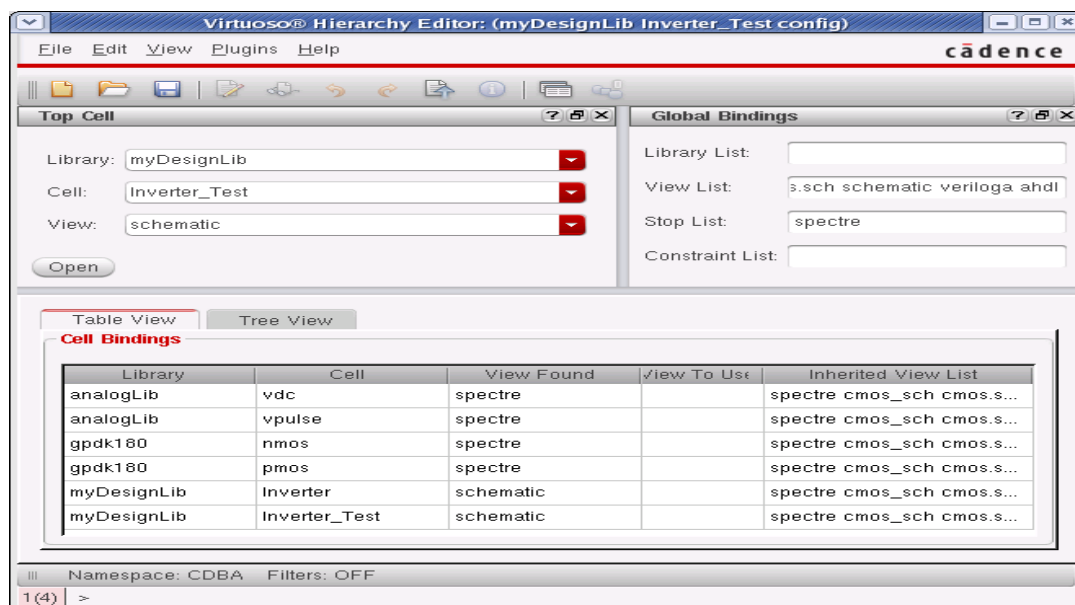 Virtuoso® Hierarchy Editor: (myDesignLib Inverter_Test config)
File Edit View Plugins Help
cādence
Top Cell
Library: myDesignLib
Cell: Inverter_Test
View: schematic
Open
Global Bindings
Library List:
View List: s.sch schematic veriloga ahdl
Stop List: spectre
Constraint List:
Table View Tree View
Cell Bindings
Library Cell View Found View To Use Inherited View List
analogLib vdc spectre spectre cmos_sch cmos.s...
analogLib vpulse spectre spectre cmos_sch cmos.s...
gpdk180 nmos spectre spectre cmos_sch cmos.s...
gpdk180 pmos spectre spectre cmos_sch cmos.s...
myDesignLib Inverter schematic spectre cmos_sch cmos.s...
myDesignLib Inverter_Test schematic spectre cmos_sch cmos.s...
Namespace: CDBA Filters: OFF
1(4) >